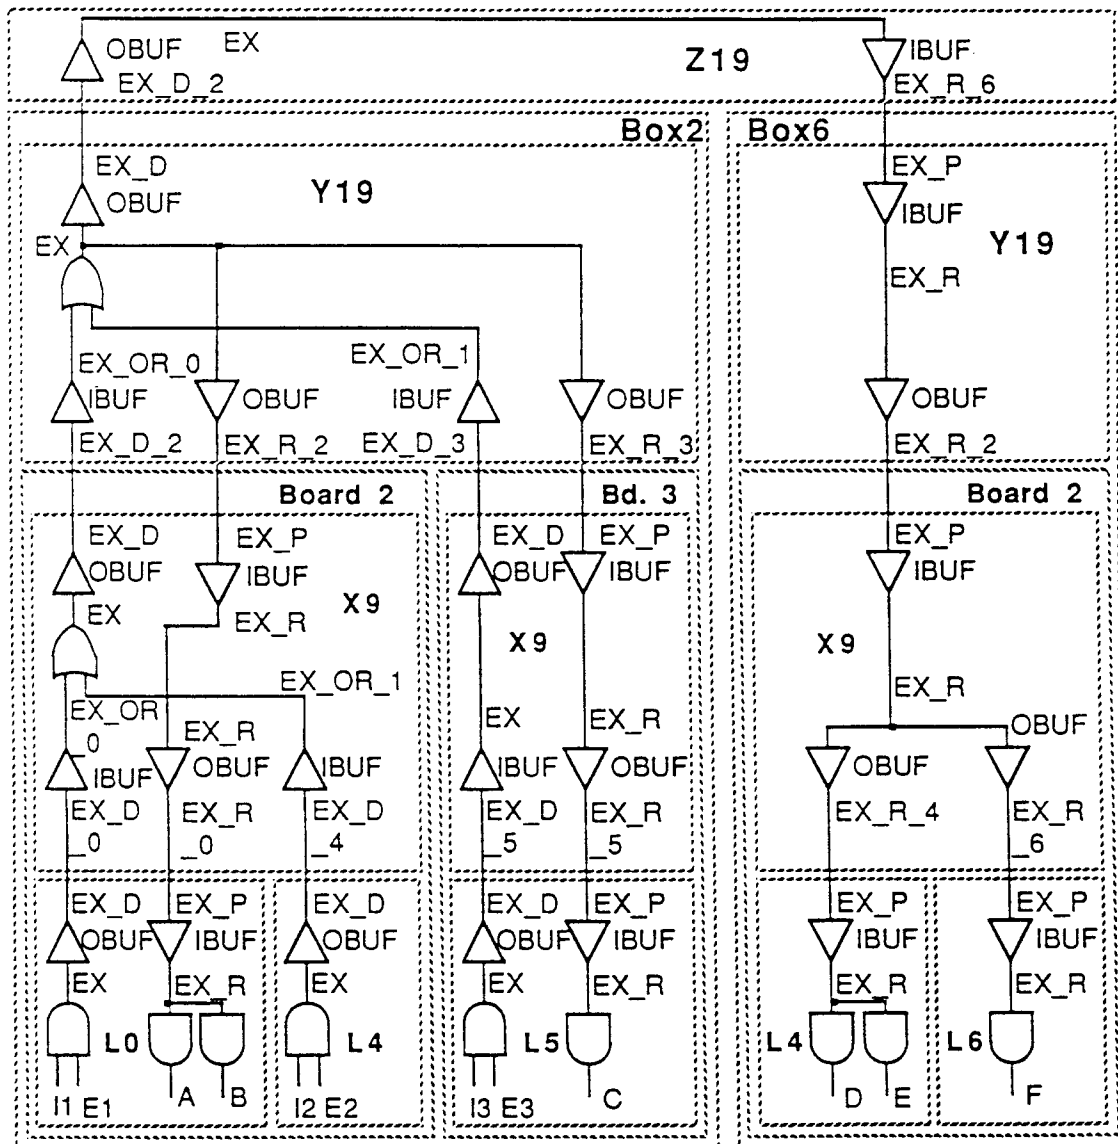 OBUF EX Z19 IBUF
EX_D_2 EX_R_6
Box2 Box6
EX_D EX_P
OBUF Y19 IBUF
EX Y19
EX_R
EX_OR_0 EX_OR_1
IBUF OBUF IBUF OBUF OBUF
EX_D_2 EX_R_2 EX_D_3 EX_R_3 EX_R_2
Board 2 Bd. 3 Board 2
EX_D EX_P EX_D EX_P EX_P
OBUF IBUF OBUF IBUF IBUF
EX X9
EX_R X9 X9
EX_OR_1 EX_R
EX_OR
_0 EX_R EX EX_R OBUF
IBUF OBUF IBUF IBUF OBUF OBUF
EX_D EX_R EX_D EX_D EX_R EX_R_4 EX_R
_0 _0 _4 _5 _5 _6
EX_D EX_P EX_D EX_D EX_P EX_P EX_P
OBUF IBUF OBUF OBUF IBUF IBUF IBUF
EX EX_R EX EX EX_R EX_R EX_R
L0 L4 L5 L4 L6
I1 E1 A B I2 E2 I3 E3 C D E F